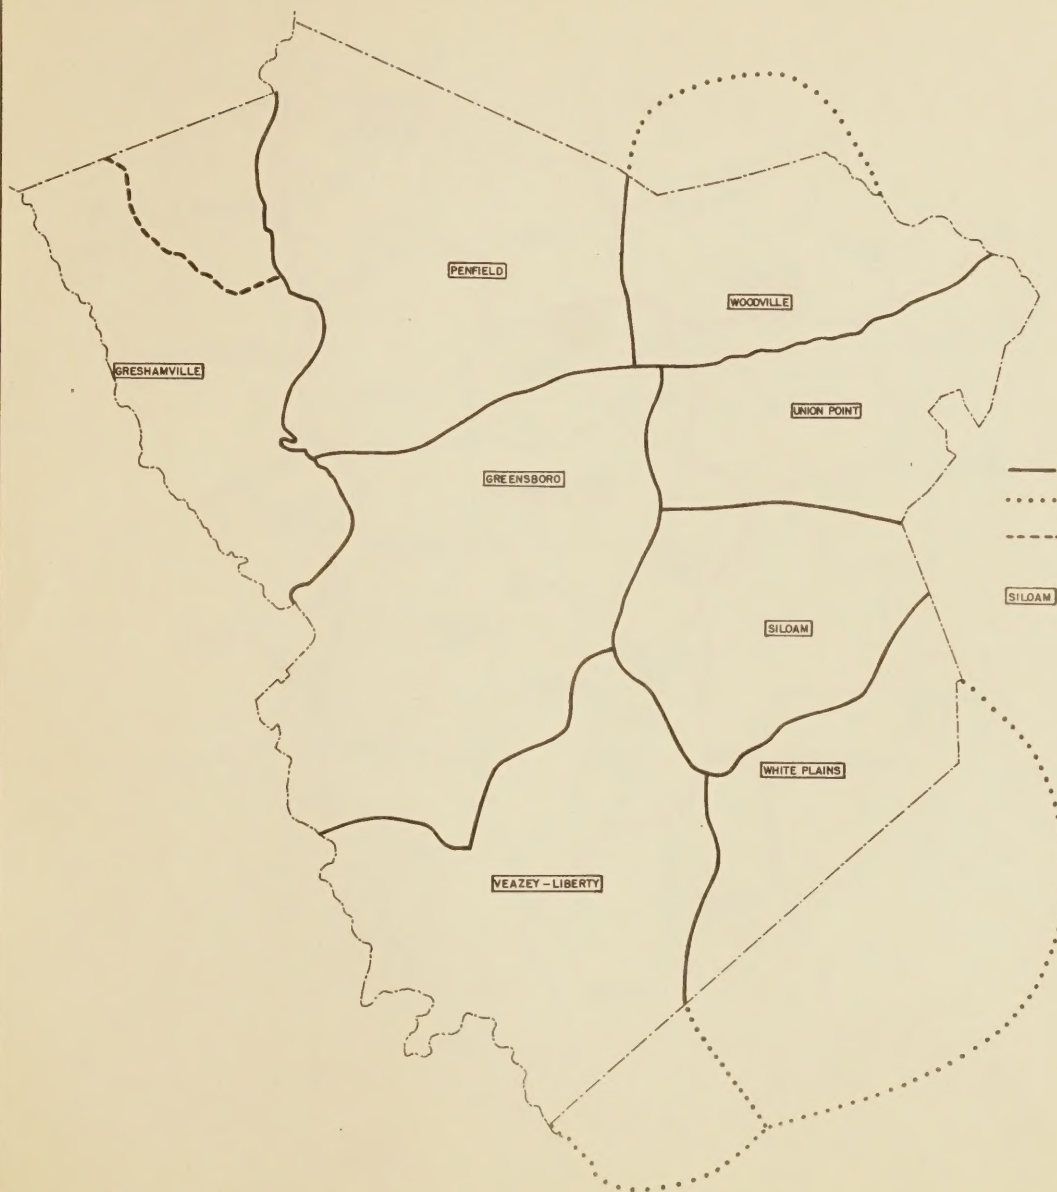 PENFIELD
WOODVILLE
GRESHAMVILLE
UNION POINT
GREENSBORO
SILOAM
SILOAM
WHITE PLAINS
VEAZEY – LIBERTY